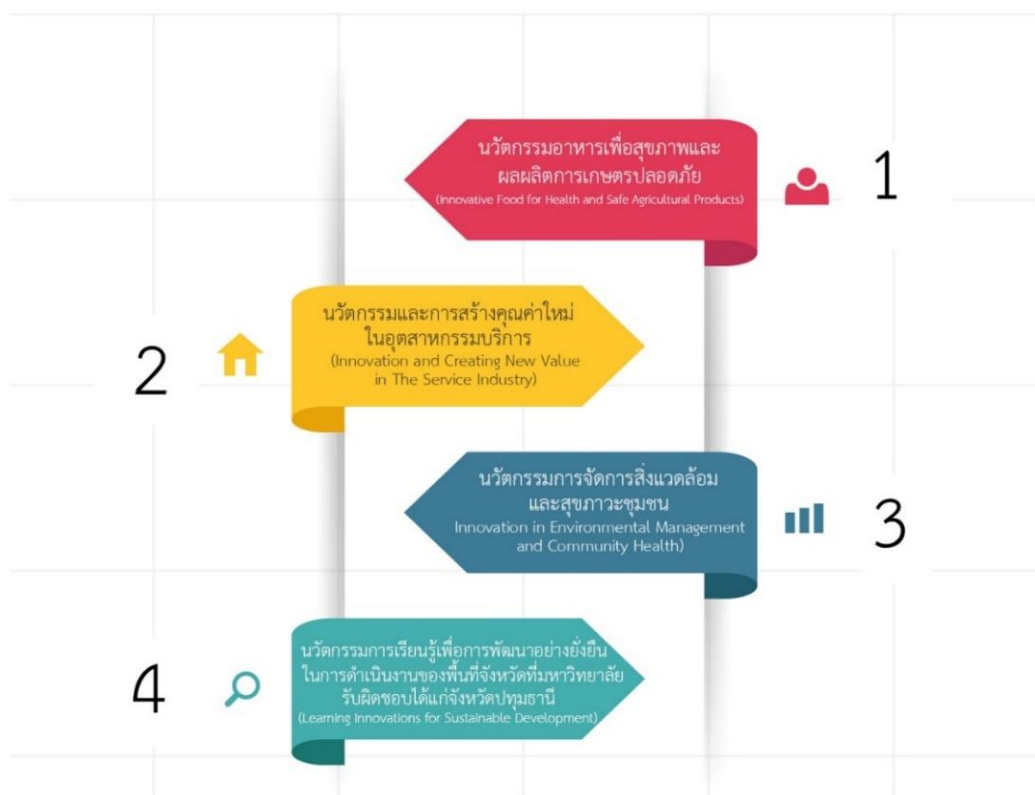 นวัตกรรมอาหารเพื่อสุขภาพและ
ผลผลิตการเกษตรปลอดภัย
(Innovative Food for Health and Safe Agricultural Products)
1
นวัตกรรมและการสร้างคุณค่าใหม่
ในอุตสาหกรรมบริการ
(Innovation and Creating New Value
in The Service Industry)
2
นวัตกรรมการจัดการสิ่งแวดล้อม
และสุขภาวะชุมชน
Innovation in Environmental Management
and Community Health)
3
นวัตกรรมการเรียนรู้เพื่อการพัฒนาอย่างยั่งยืน
ในการดำเนินงานของพื้นที่จังหวัดที่มหาวิทยาลัย
รับผิดชอบได้แก่จังหวัดปทุมธานี
(Learning Innovations for Sustainable Development)
4